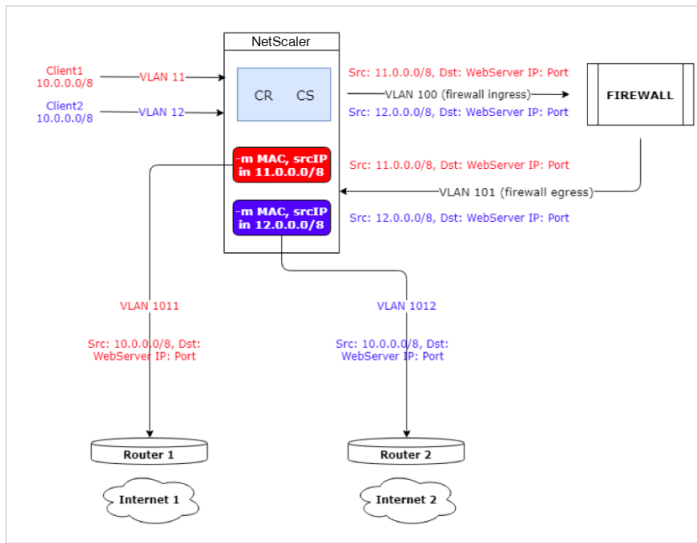 NetScaler
Client1
10.0.0.0/8
VLAN 11
Client2
10.0.0.0/8
VLAN 12
CR CS
Src: 11.0.0.0/8, Dst: WebServer IP: Port
VLAN 100 (firewall ingress)
Src: 12.0.0.0/8, Dst: WebServer IP: Port
FIREWALL
-m MAC, srcIP
in 11.0.0.0/8
Src: 11.0.0.0/8, Dst: WebServer IP: Port
VLAN 101 (firewall egress)
-m MAC, srcIP
in 12.0.0.0/8
Src: 12.0.0.0/8, Dst: WebServer IP: Port
VLAN 1011
Src: 10.0.0.0/8, Dst:
WebServer IP: Port
VLAN 1012
Src: 10.0.0.0/8, Dst:
WebServer IP: Port
Router 1
Internet 1
Router 2
Internet 2